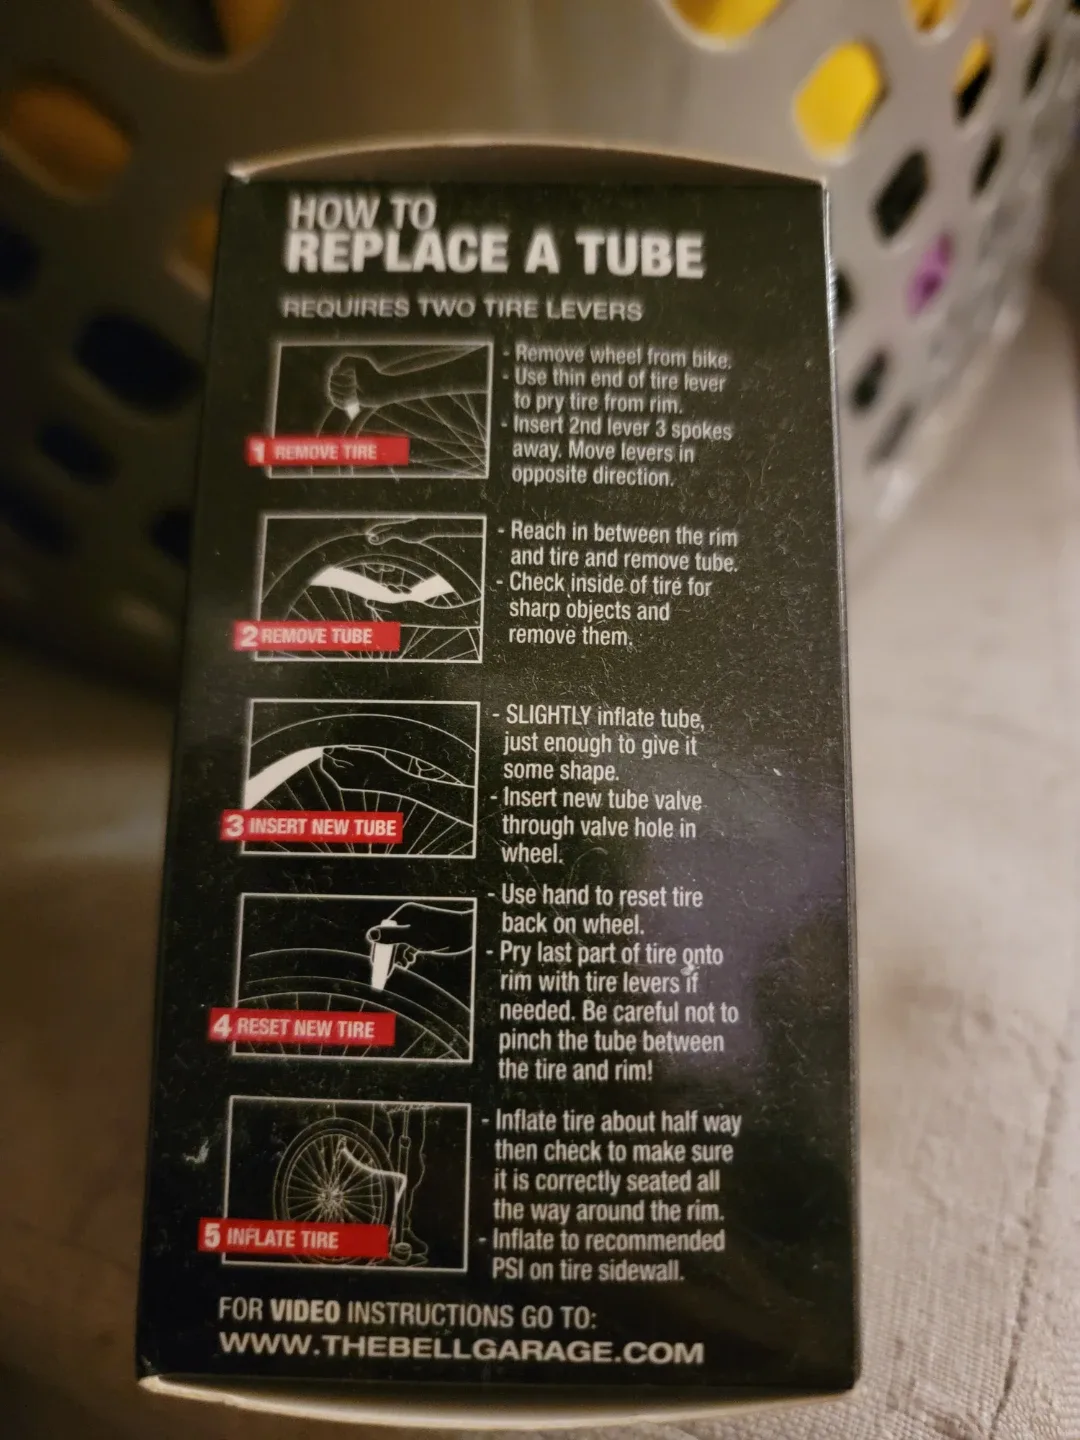 HOW TO
REPLACE A TUBE
REQUIRES TWO TIRE LEVERS
1 REMOVE TIRE
- Remove wheel from bike.
- Use thin end of tire lever
to pry tire from rim.
- Insert 2nd lever 3 spokes
away. Move levers in
opposite direction.
2 REMOVE TUBE
- Reach in between the rim
and tire and remove tube.
- Check inside of tire for
sharp objects and
remove them.
3 INSERT NEW TUBE
- SLIGHTLY inflate tube,
just enough to give it
some shape.
- Insert new tube valve
through valve hole in
wheel.
4 RESET NEW TIRE
- Use hand to reset tire
back on wheel.
- Pry last part of tire onto
rim with tire levers if
needed. Be careful not to
pinch the tube between
the tire and rim!
5 INFLATE TIRE
- Inflate tire about half way
then check to make sure
it is correctly seated all
the way around the rim.
- Inflate to recommended
PSI on tire sidewall.
FOR VIDEO INSTRUCTIONS GO TO:
WWW.THEBELLGARAGE.COM